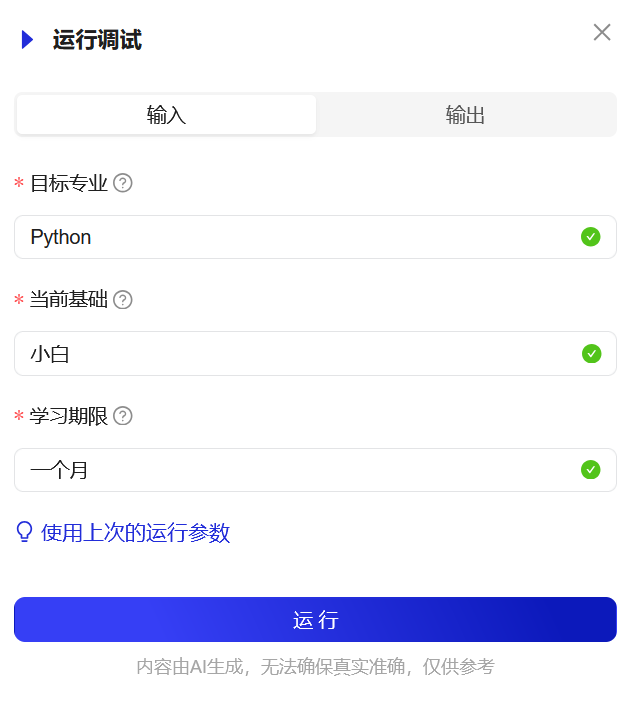 运行调试
输入 输出
* 目标专业 ?
Python
* 当前基础 ?
小白
* 学习期限 ?
一个月
使用上次的运行参数
运 行
内容由AI生成，无法确保真实准确，仅供参考